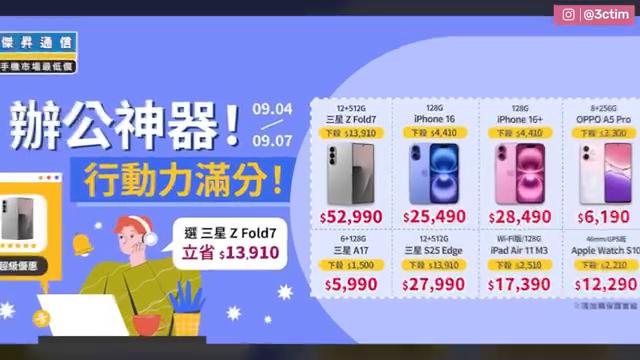 @3ctim
傑昇通信
手機市場最低價
辦公神器!
09.04
09.07
行動力滿分!
選 三星 Z Fold7
立省 $13,910
超級優惠
12+512G
三星 Z Fold7
下殺 $13,910
$52,990
128G
iPhone 16
下殺 $4,410
$25,490
128G
iPhone 16+
下殺 $4,410
$28,490
8+256G
OPPO A5 Pro
下殺 $3,300
$6,190
6+128G
三星 A17
下殺 $1,500
$5,990
12+512G
三星 S25 Edge
下殺 $13,910
$27,990
Wi-Fi版/128G
iPad Air 11 M3
下殺 $2,510
$17,390
46mm/GPS版
Apple Watch S10
下殺 $2,210
$12,290